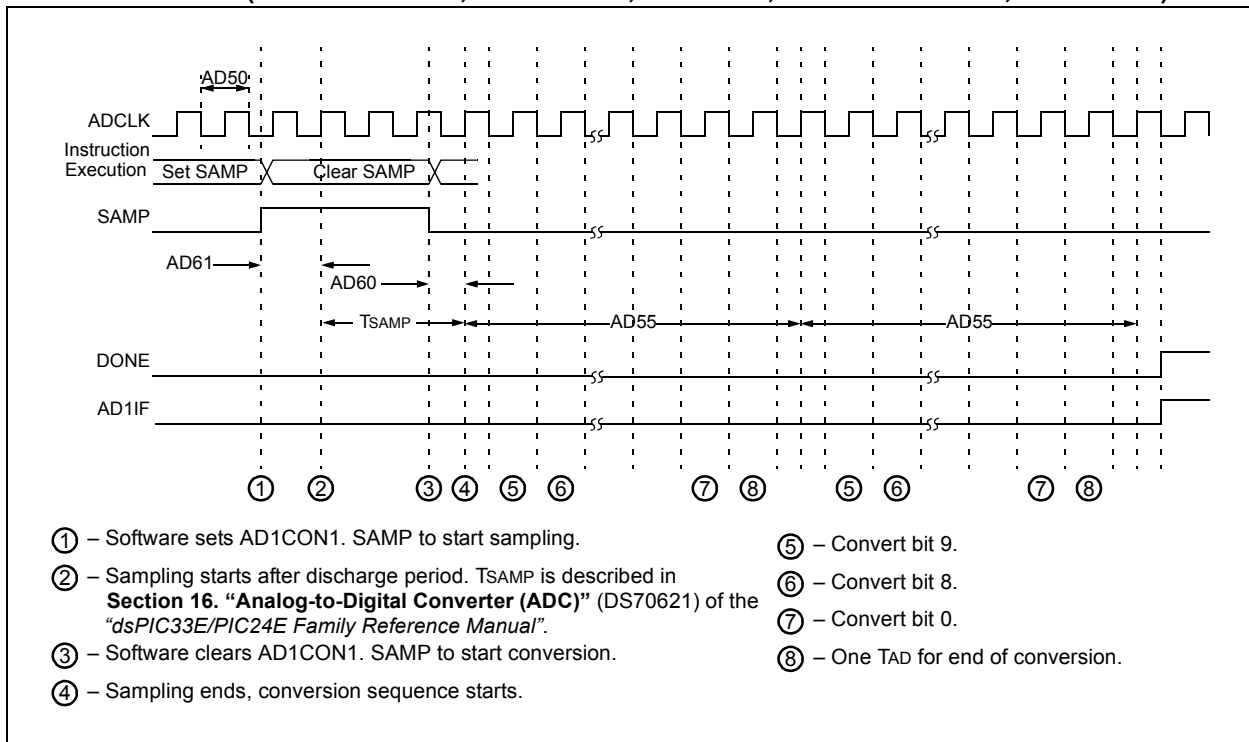 AD50
ADCLK
Instruction
Execution
Set SAMP
Clear SAMP
SAMP
AD61
AD60
TSAMP
AD55
AD55
DONE
AD1IF
1 2 3 4 5 6 7 8 5 6 7 8
1 – Software sets AD1CON1. SAMP to start sampling.
2 – Sampling starts after discharge period. TSAMP is described in
Section 16. “Analog-to-Digital Converter (ADC)” (DS70621) of the
“dsPIC33E/PIC24E Family Reference Manual”.
3 – Software clears AD1CON1. SAMP to start conversion.
4 – Sampling ends, conversion sequence starts.
5 – Convert bit 9.
6 – Convert bit 8.
7 – Convert bit 0.
8 – One TAD for end of conversion.